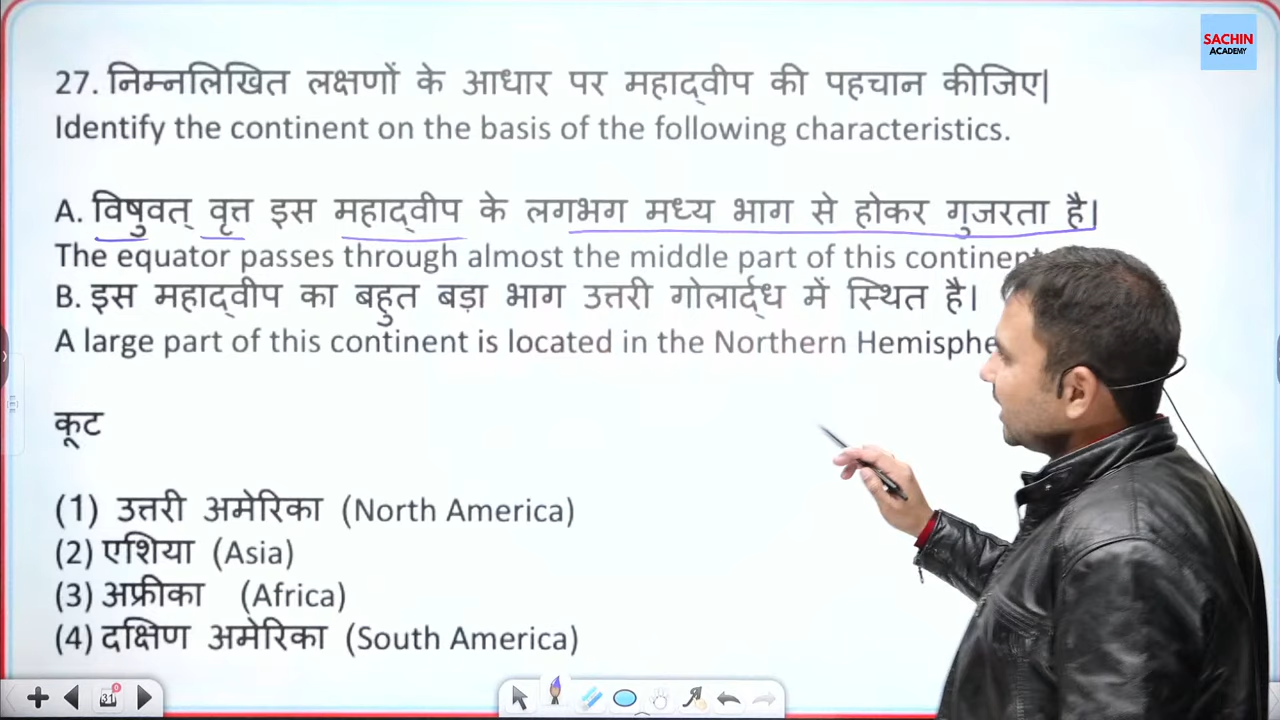 SACHIN
ACADEMY
27. निम्नलिखित लक्षणों के आधार पर महाद्वीप की पहचान कीजिए|
Identify the continent on the basis of the following characteristics.
A. विषुवत् वृत्त इस महाद्वीप के लगभग मध्य भाग से होकर गुजरता है|
The equator passes through almost the middle part of this continent
B. इस महाद्वीप का बहुत बड़ा भाग उत्तरी गोलार्द्ध में स्थित है।
A large part of this continent is located in the Northern Hemisphe
कूट
(1) उत्तरी अमेरिका (North America)
(2) एशिया (Asia)
(3) अफ्रीका (Africa)
(4) दक्षिण अमेरिका (South America)
31